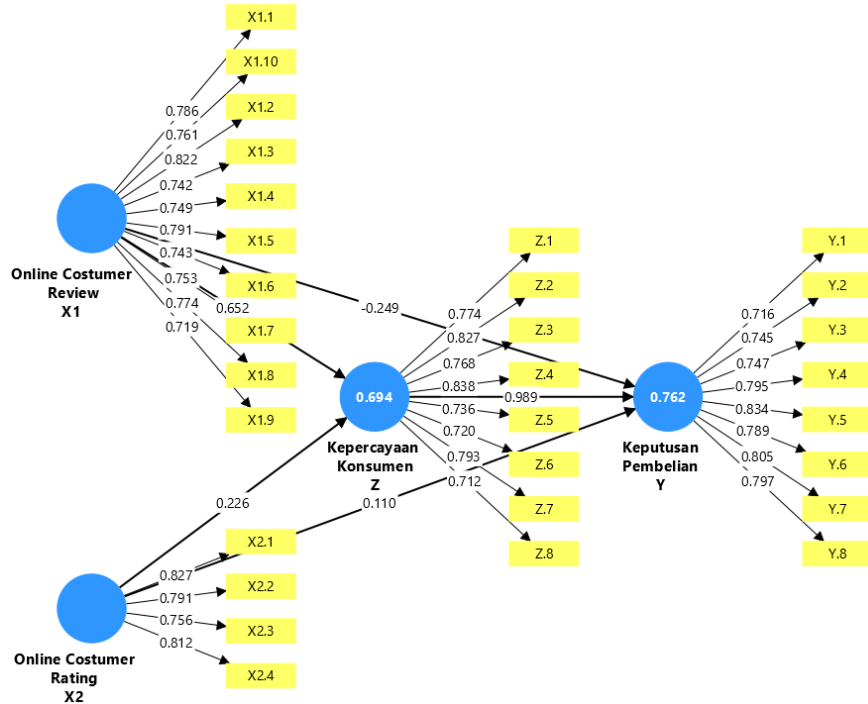 X1.1
X1.10
X1.2
X1.3
X1.4
X1.5
X1.6
X1.7
X1.8
X1.9
0.786
0.761
0.822
0.742
0.749
0.791
0.743
0.753
0.774
0.719
0.652
-0.249
Online Costumer
Review
X1
Z.1
Z.2
Z.3
Z.4
Z.5
Z.6
Z.7
Z.8
0.774
0.827
0.768
0.838
0.736
0.720
0.793
0.712
0.989
0.694
Kepercayaan
Konsumen
Z
Y.1
Y.2
Y.3
Y.4
Y.5
Y.6
Y.7
Y.8
0.716
0.745
0.747
0.795
0.834
0.789
0.805
0.797
0.762
Keputusan
Pembelian
Y
0.226
0.110
X2.1
X2.2
X2.3
X2.4
0.827
0.791
0.756
0.812
Online Costumer
Rating
X2